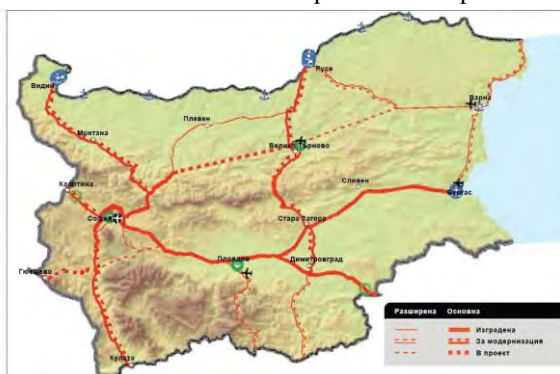 Русе
Видин
Варна
Плевен
Монтана
Велико Търново
Калотина
Сливен
Бургас
София
Стара Загора
Пловдив
Димитровград
Гюешево
Кулата
Разширена Основна
Изградена
За модернизация
В проект